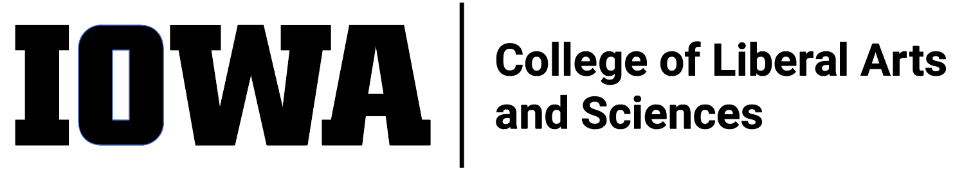 IOWA
College of Liberal Arts
and Sciences